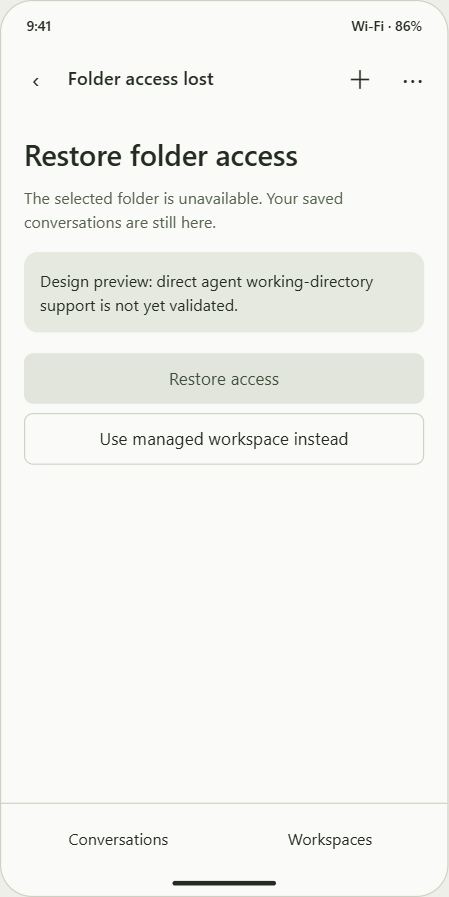 9:41
Wi-Fi · 86%
‹ Folder access lost + ...
Restore folder access
The selected folder is unavailable. Your saved
conversations are still here.
Design preview: direct agent working-directory
support is not yet validated.
Restore access
Use managed workspace instead
Conversations
Workspaces